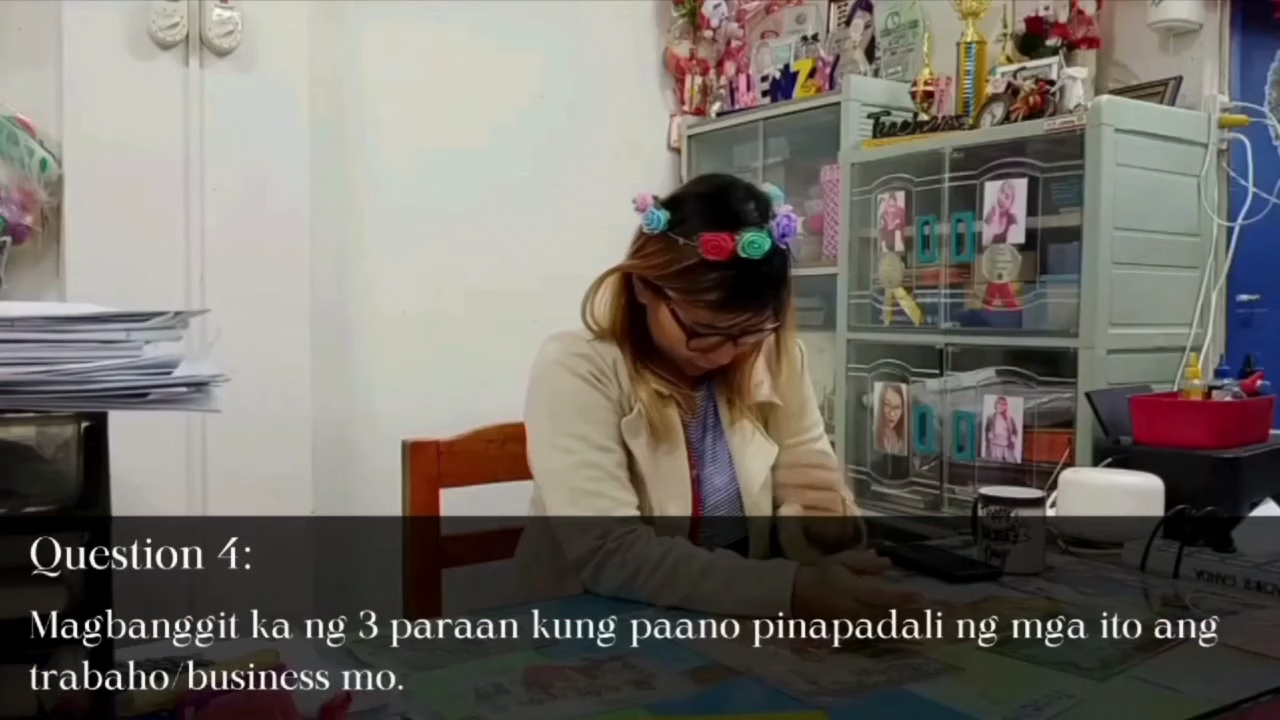 Question 4:
Magbanggit ka ng 3 paraan kung paano pinapadali ng mga ito ang
trabaho/business mo.